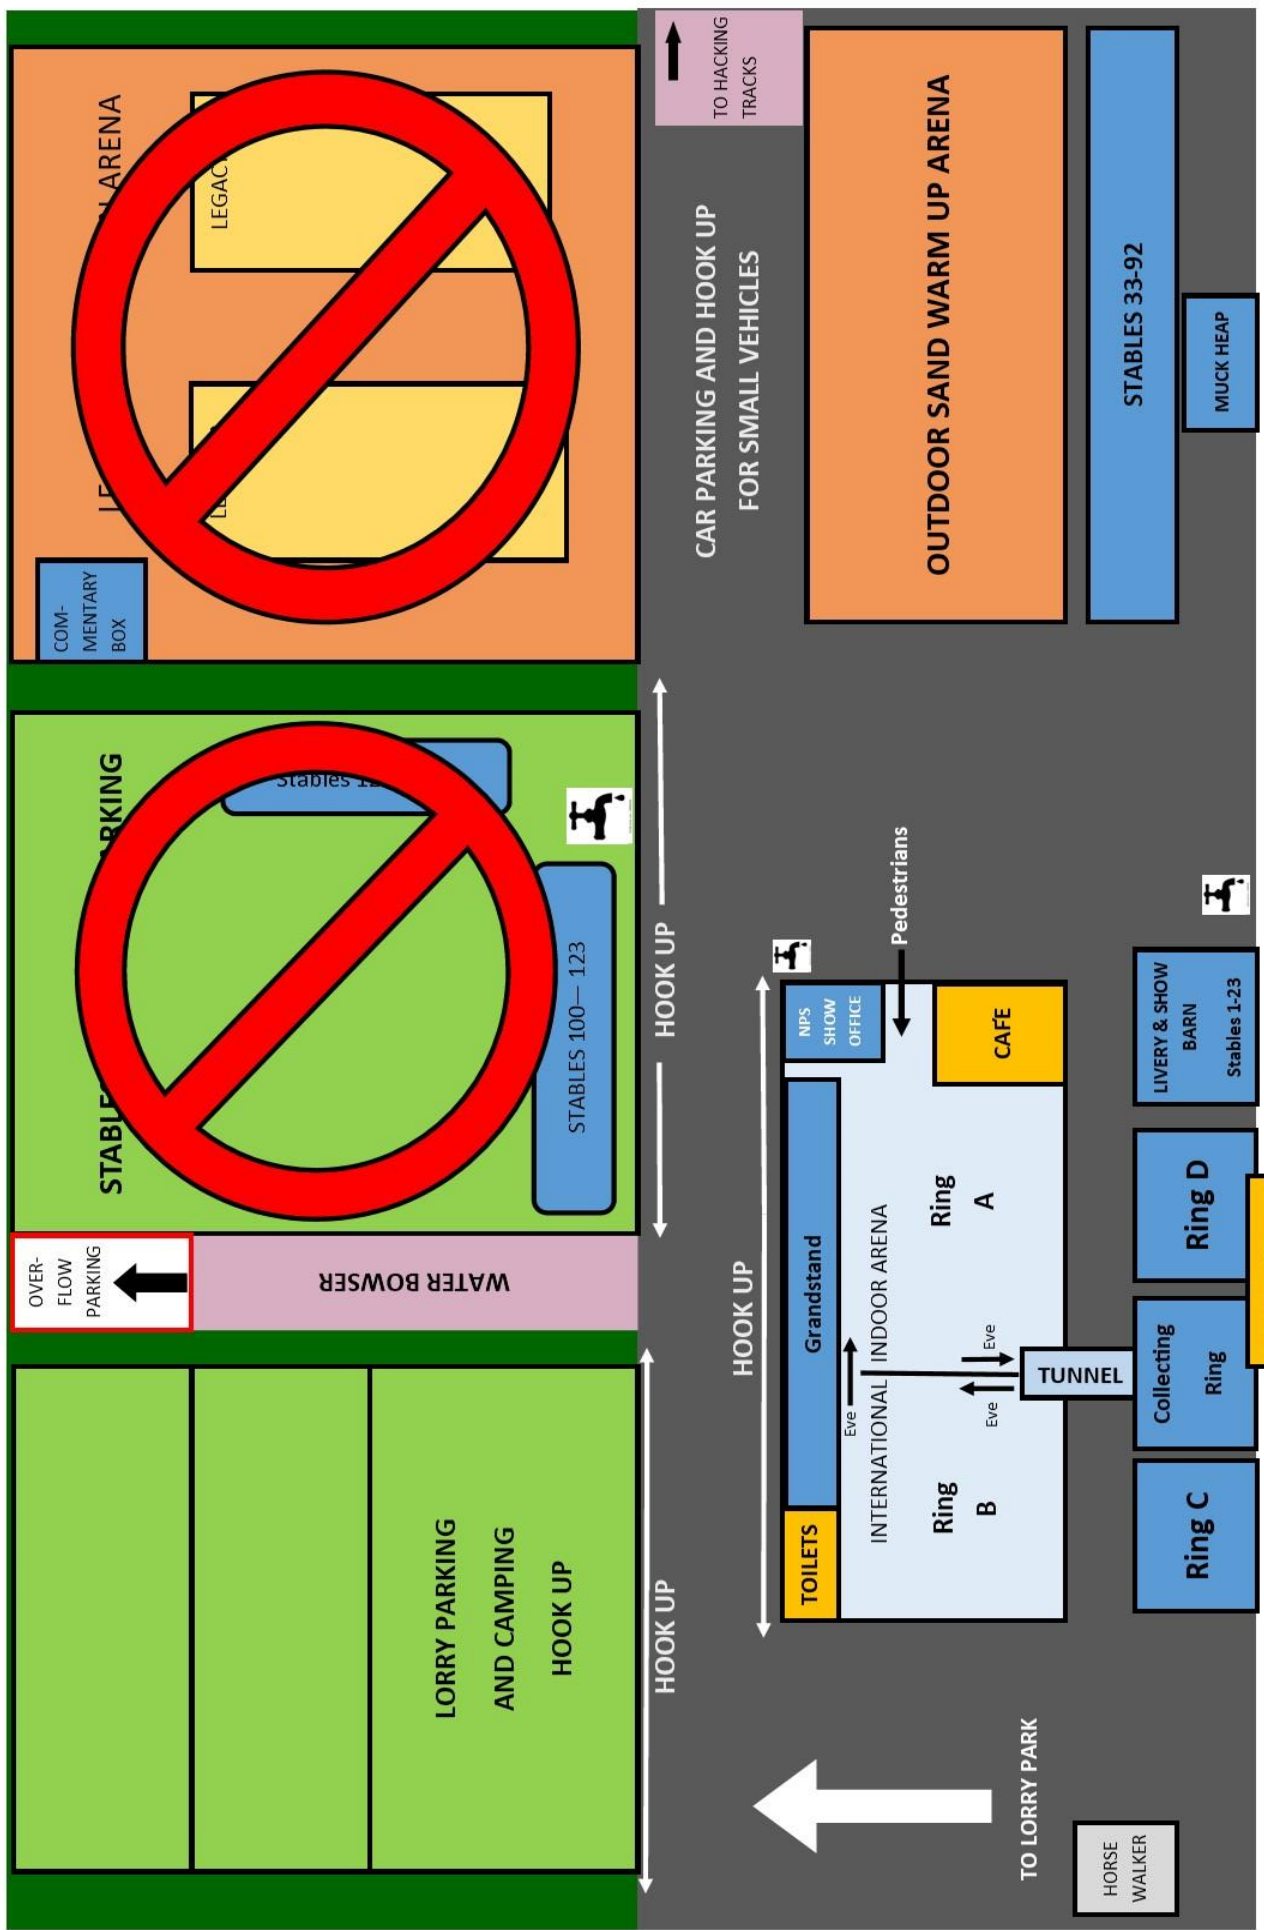 LORRY PARKING
AND CAMPING
HOOK UP
HOOK UP
OVER-
FLOW
PARKING
WATER BOWSER
STABLES 100— 123
HOOK UP
COM-
MENTARY
BOX
ARENA
TO HACKING
TRACKS
CAR PARKING AND HOOK UP
FOR SMALL VEHICLES
OUTDOOR SAND WARM UP ARENA
STABLES 33-92
MUCK HEAP
HOOK UP
TOILETS
Grandstand
NPS
SHOW
OFFICE
Pedestrians
CAFE
INTERNATIONAL INDOOR ARENA
Ring
B
Ring
A
Eve
Eve
Eve
TUNNEL
TO LORRY PARK
HORSE
WALKER
Ring C
Collecting
Ring
Ring D
LIVERY & SHOW
BARN
Stables 1-23